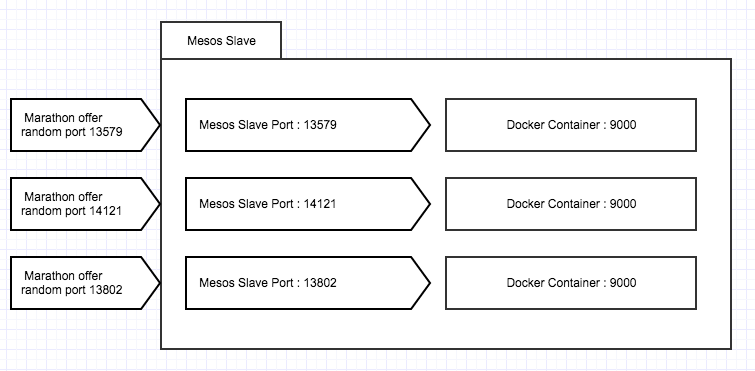 Mesos Slave
Marathon offer
random port 13579
Mesos Slave Port : 13579
Docker Container : 9000
Marathon offer
random port 14121
Mesos Slave Port : 14121
Docker Container : 9000
Marathon offer
random port 13802
Mesos Slave Port : 13802
Docker Container : 9000